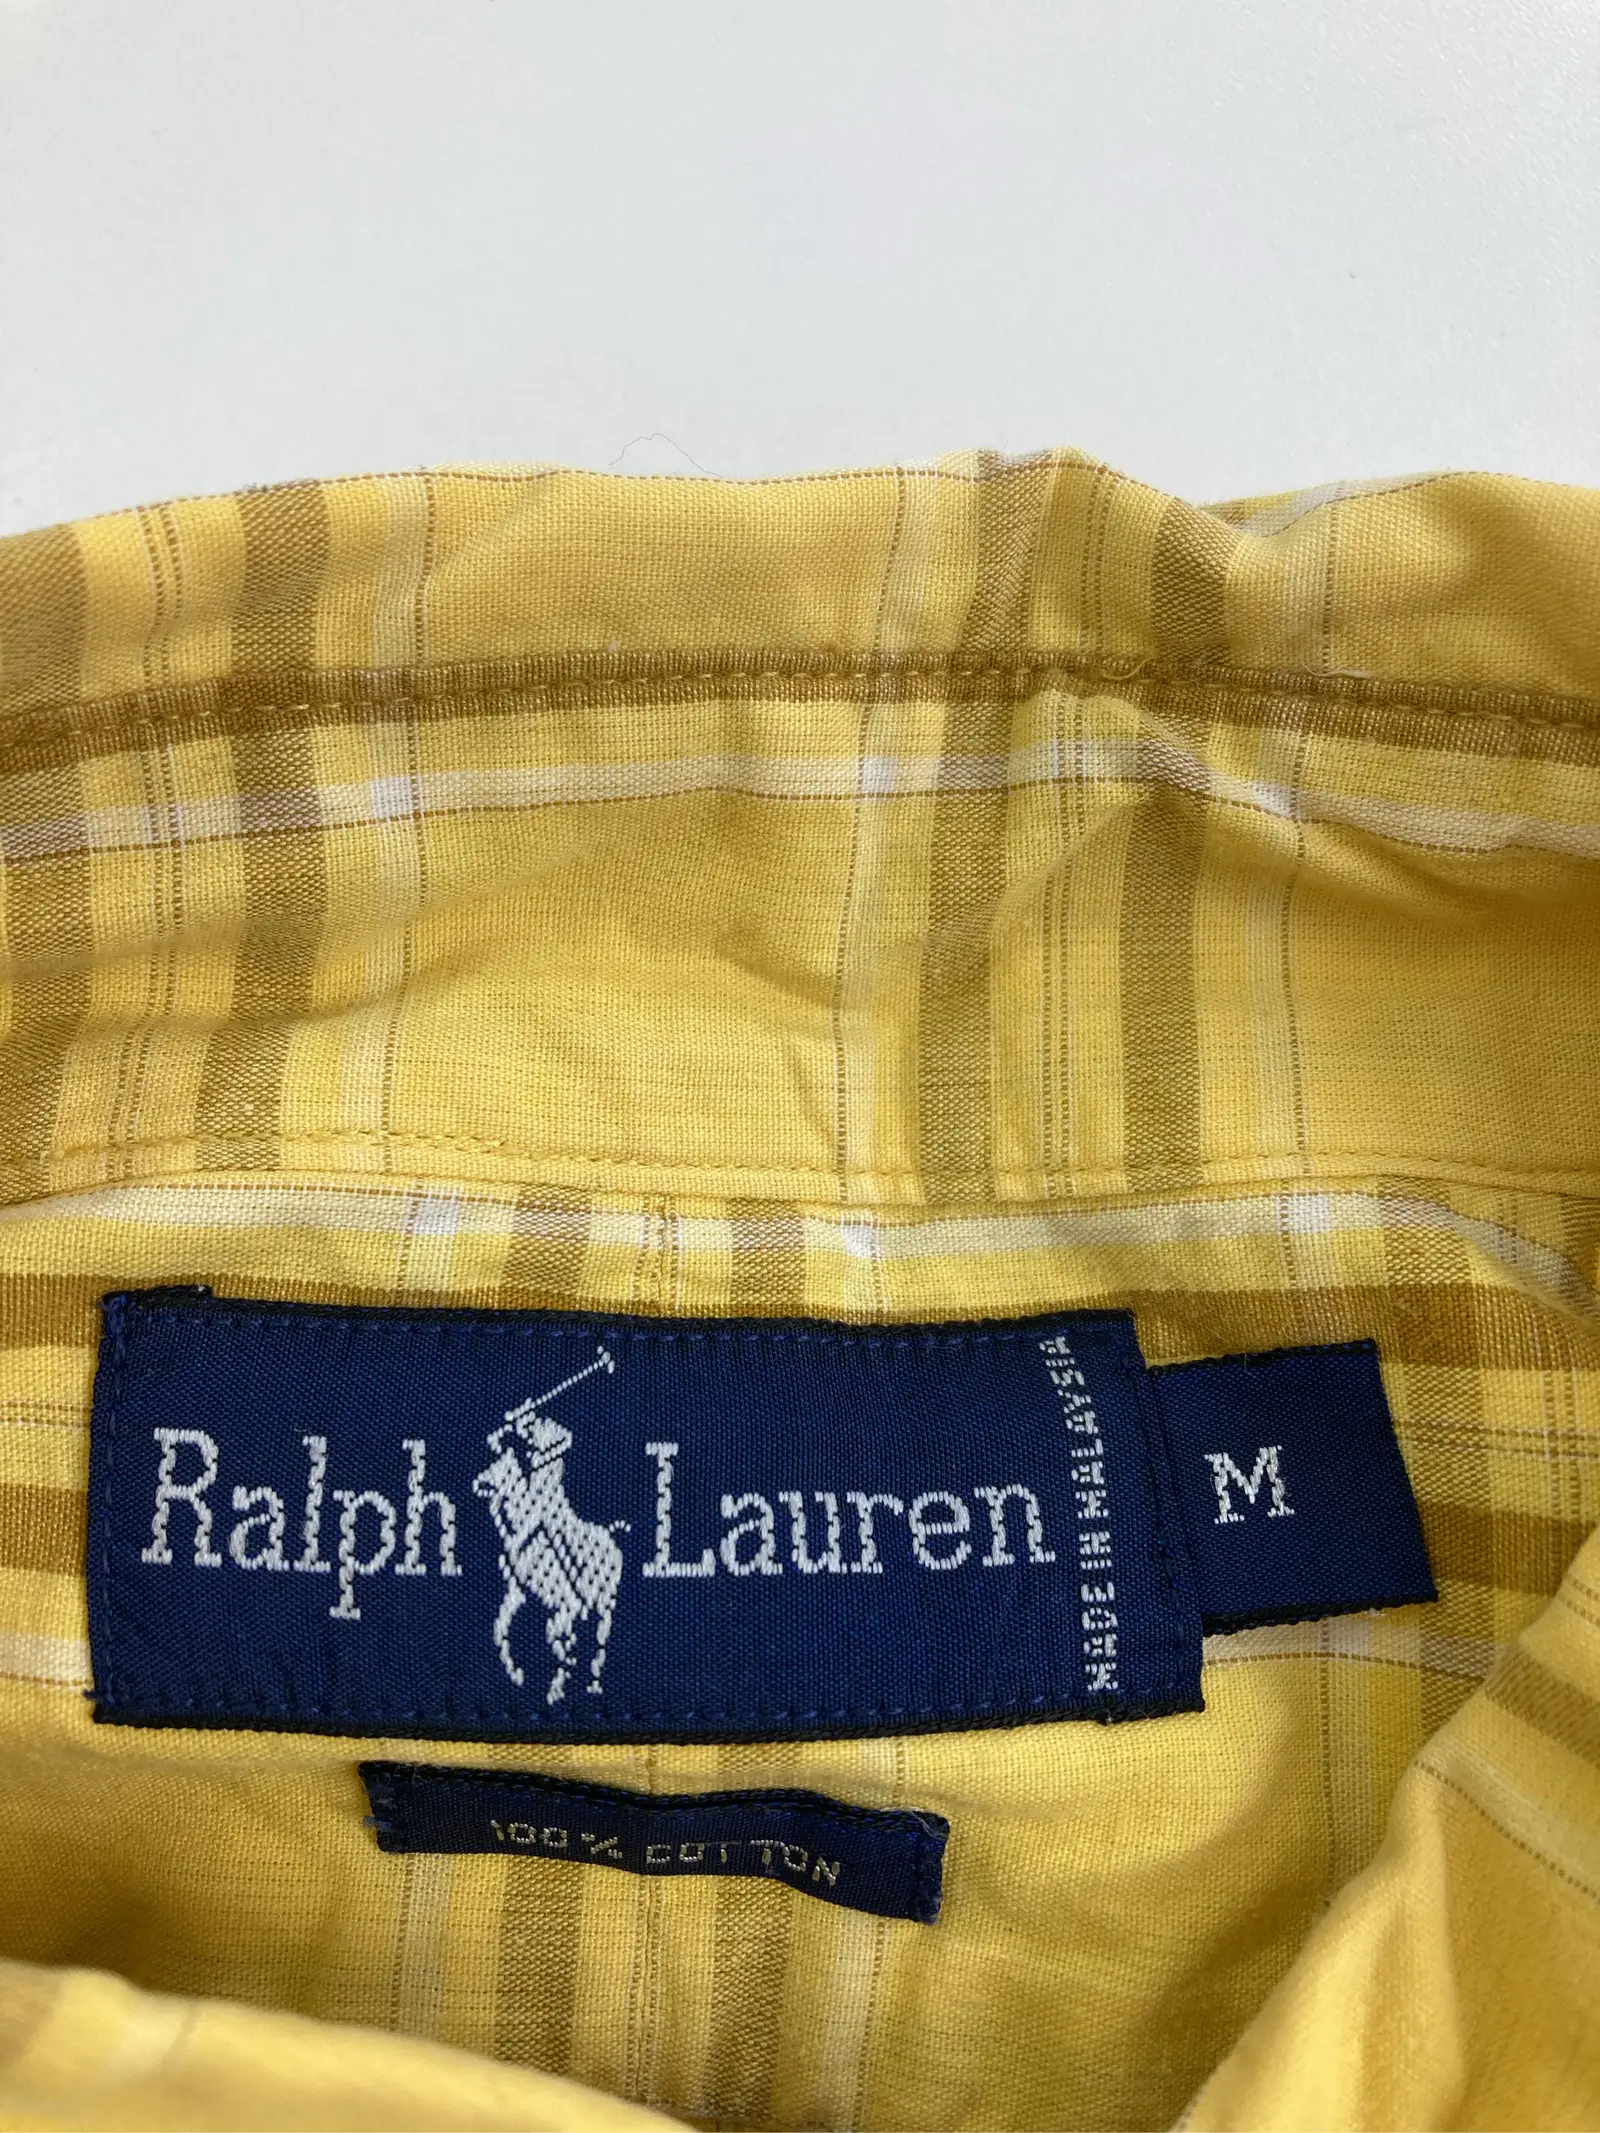 Ralph Lauren
MADE IN MALAYSIA
M
100% COTTON